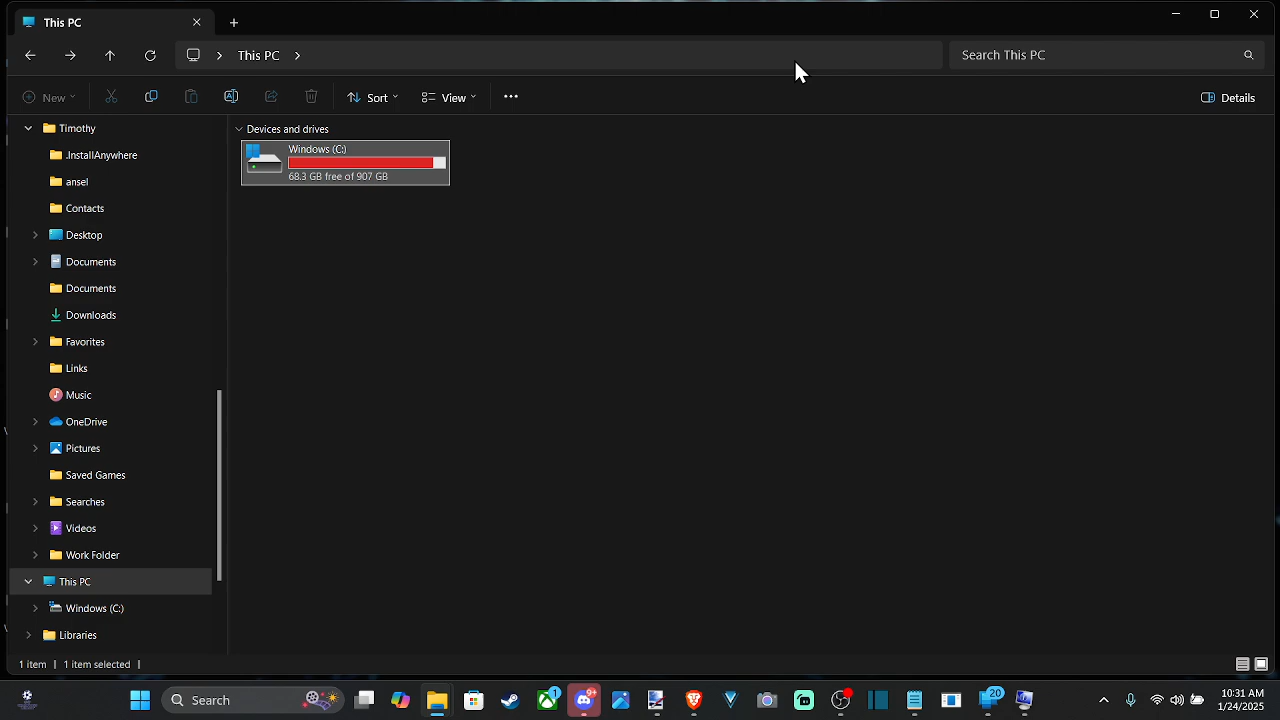 This PC
This PC
Search This PC
New
Sort
View
Details
Timothy
.InstallAnywhere
ansel
Contacts
Desktop
Documents
Documents
Downloads
Favorites
Links
Music
OneDrive
Pictures
Saved Games
Searches
Videos
Work Folder
This PC
Windows (C:)
Libraries
Devices and drives
Windows (C:)
68.3 GB free of 907 GB
1 item
1 item selected
Search
1
9+
20
10:31 AM
1/24/2025